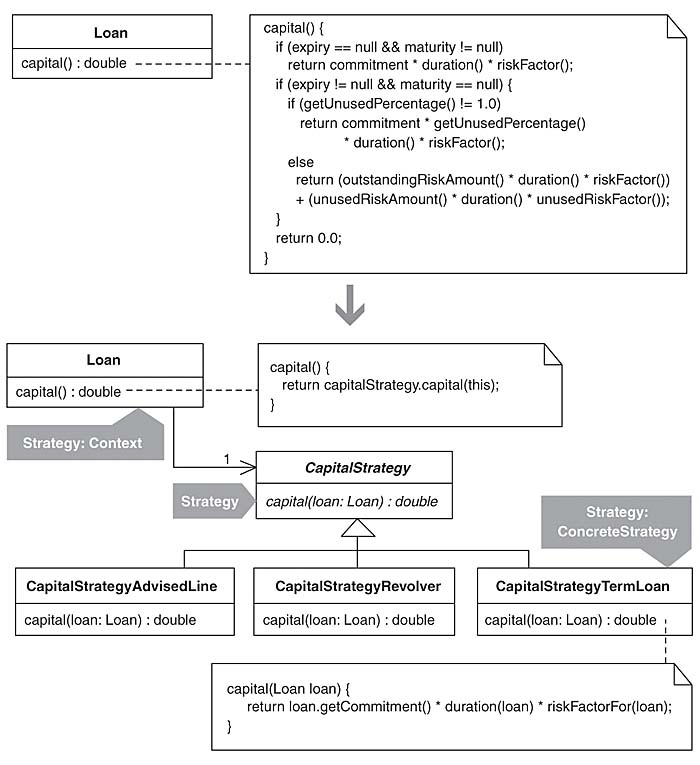 Loan
capital() : double
capital() {
if (expiry == null && maturity != null)
return commitment * duration() * riskFactor();
if (expiry != null && maturity == null) {
if (getUnusedPercentage() != 1.0)
return commitment * getUnusedPercentage()
* duration() * riskFactor();
else
return (outstandingRiskAmount() * duration() * riskFactor())
+ (unusedRiskAmount() * duration() * unusedRiskFactor());
}
return 0.0;
}
Loan
capital() : double
capital() {
return capitalStrategy.capital(this);
}
Strategy: Context
1
CapitalStrategy
capital(loan: Loan) : double
Strategy
Strategy:
ConcreteStrategy
CapitalStrategyAdvisedLine
capital(loan: Loan) : double
CapitalStrategyRevolver
capital(loan: Loan) : double
CapitalStrategyTermLoan
capital(loan: Loan) : double
capital(Loan loan) {
return loan.getCommitment() * duration(loan) * riskFactorFor(loan);
}